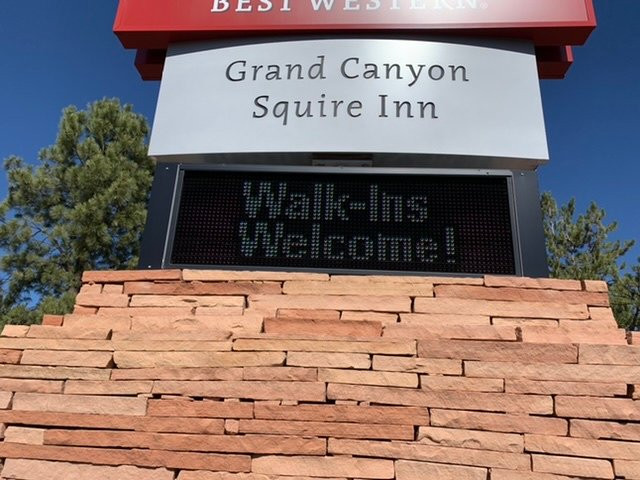 BEST WESTERN®
Grand Canyon
Squire Inn
Walk-Ins
Welcome!